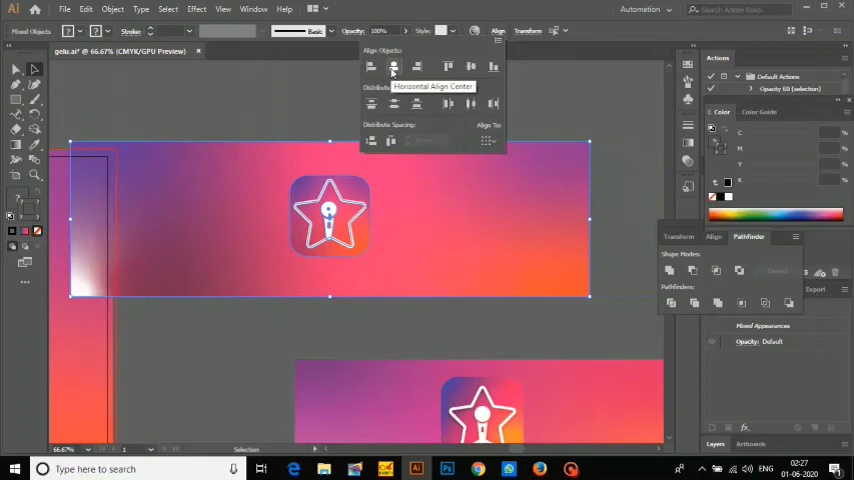 Ai File Edit Object Type Select Effect View Window Help Automation Search Adobe Stock
Mixed Objects ? ? Stroke: Basic Opacity: 100% Style: Align Transform
gelu.ai* @ 66.67% (CMYK/GPU Preview) ×
Align Objects:
Horizontal Align Center
Distribute
Distribute Spacing: Align To:
Actions
Default Actions
Opacity 60 (selection)
Color Color Guide
C %
M %
Y %
K %
Transform Align Pathfinder
Shape Modes:
Expand
Pathfinders:
Export
Mixed Appearances
Opacity: Default
fx
Layers Artboards
66.67% 1 Selection
Type here to search
ENG
02:27
01-06-2020